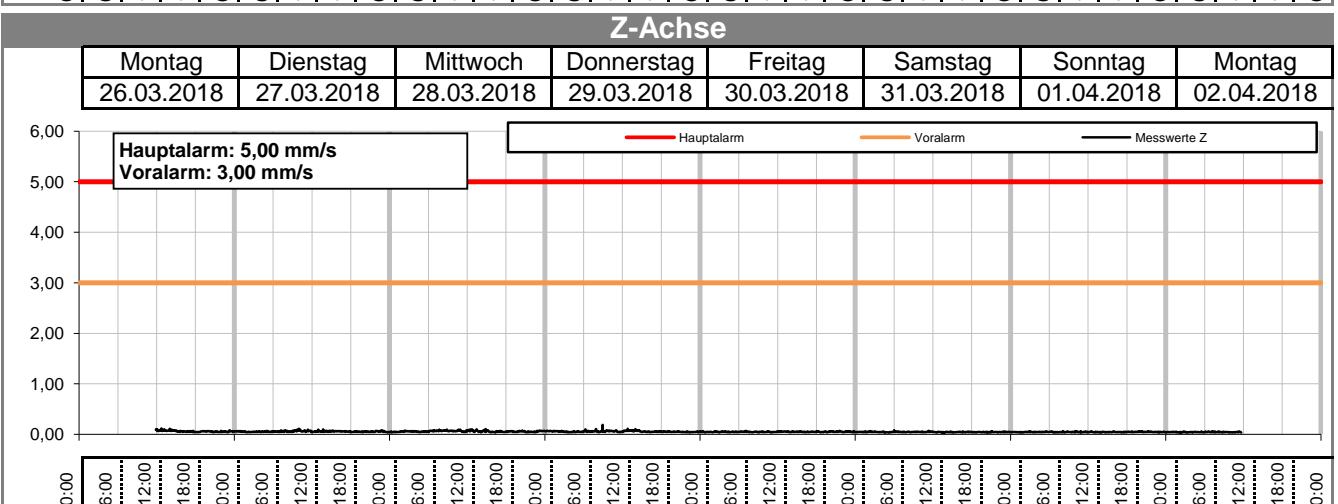 Z-Achse
Montag Dienstag Mittwoch Donnerstag Freitag Samstag Sonntag Montag
26.03.2018 27.03.2018 28.03.2018 29.03.2018 30.03.2018 31.03.2018 01.04.2018 02.04.2018
Hauptalarm Voralarm Messwerte Z
Hauptalarm: 5,00 mm/s
Voralarm: 3,00 mm/s
6,00
5,00
4,00
3,00
2,00
1,00
0,00
0:00 6:00 12:00 18:00 0:00 6:00 12:00 18:00 0:00 6:00 12:00 18:00 0:00 6:00 12:00 18:00 0:00 6:00 12:00 18:00 0:00 6:00 12:00 18:00 0:00 6:00 12:00 18:00 0:00 6:00 12:00 18:00 0:00